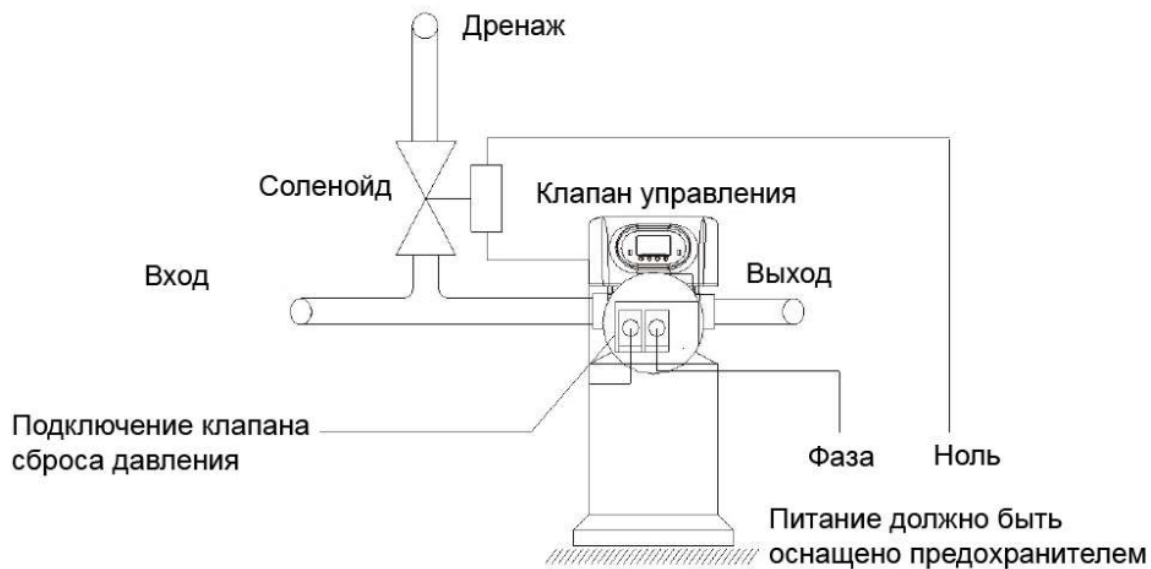 Дренаж
Соленойд
Клапан управления
Вход
Выход
Подключение клапана
сброса давления
Фаза
Ноль
Питание должно быть
оснащено предохранителем